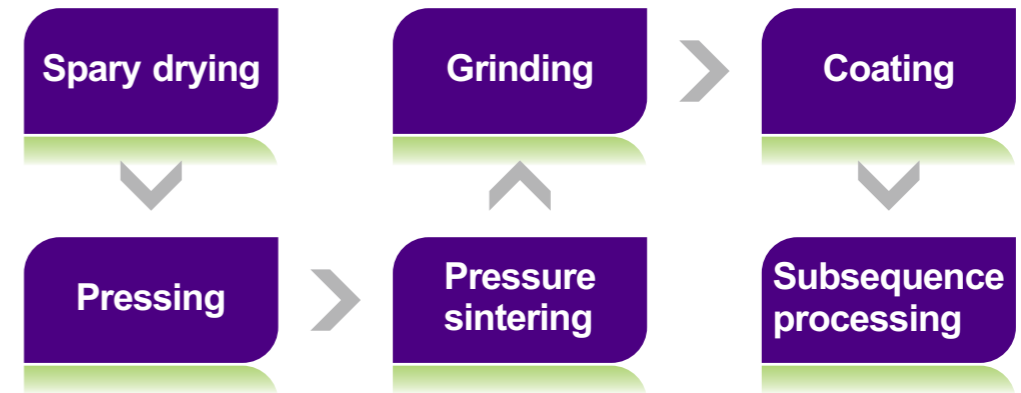 Spary drying
Pressing
Pressure
sintering
Grinding
Coating
Subsequence
processing